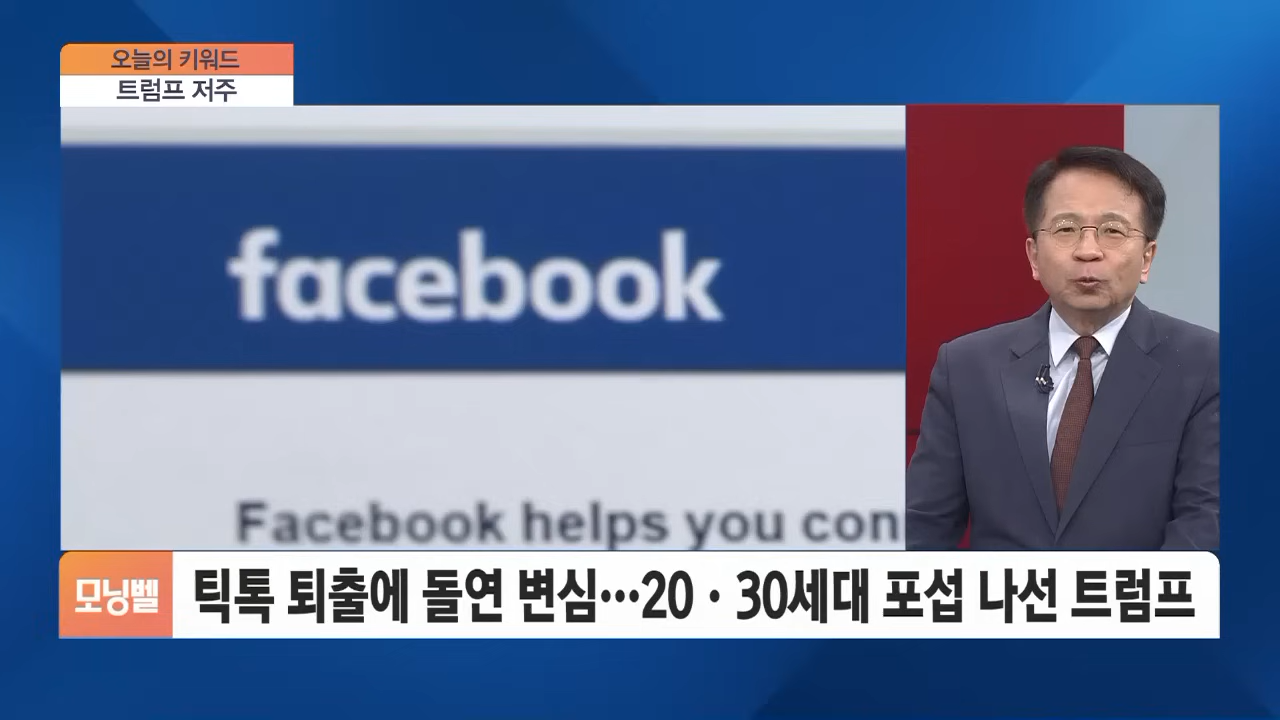 오늘의 키워드
트럼프 저주
facebook
Facebook helps you con
모닝벨
틱톡 퇴출에 돌연 변심…20·30세대 포섭 나선 트럼프